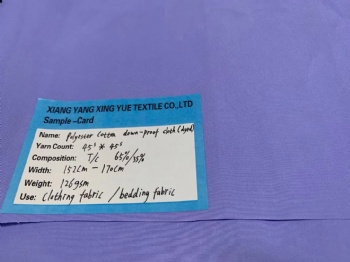 XIANG YANG XING YUE TEXTILE CO.,LTD
Sample-Card
Name: Polyester Cotton down-proof cloth (dyed)
Yarn Count: 45ˢ * 45ˢ
Composition: T/C 65%/35%
Width: 152cm - 170cm
Weight: 126gsm
Use: clothing fabric / bedding fabric